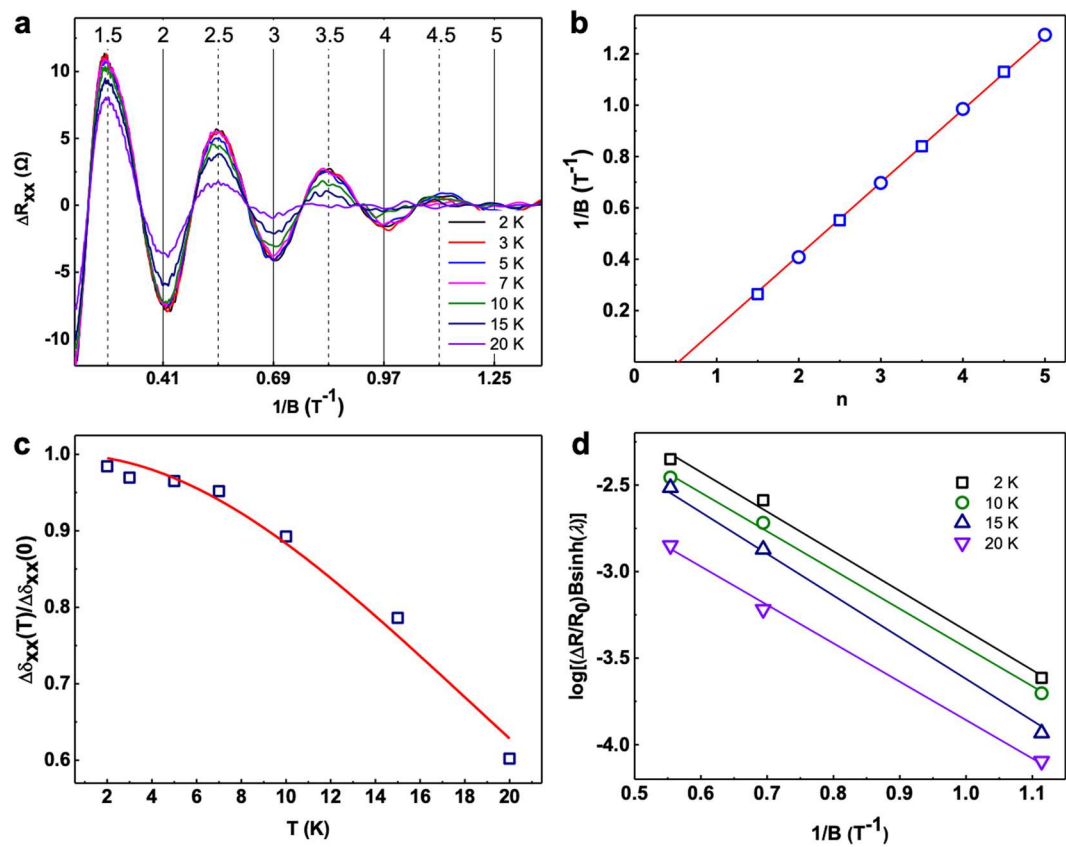 a
1.5 2 2.5 3 3.5 4 4.5 5
10
5
0
-5
-10
ΔRxx (Ω)
2 K
3 K
5 K
7 K
10 K
15 K
20 K
0.41 0.69 0.97 1.25
1/B (T-1)
b
1.2
1.0
0.8
0.6
0.4
0.2
1/B (T-1)
0 1 2 3 4 5
n
c
1.0
0.9
0.8
0.7
0.6
Δδxx(T)/Δδxx(0)
2 4 6 8 10 12 14 16 18 20
T (K)
d
-2.5
-3.0
-3.5
-4.0
log[(ΔR/R0)Bsinh(λ)]
2 K
10 K
15 K
20 K
0.5 0.6 0.7 0.8 0.9 1.0 1.1
1/B (T-1)